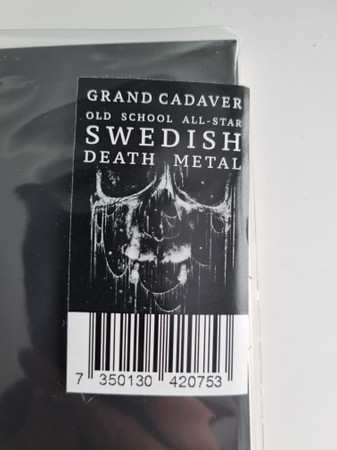 GRAND CADAVER
OLD SCHOOL ALL-STAR
SWEDISH
DEATH METAL
7 350130 420753